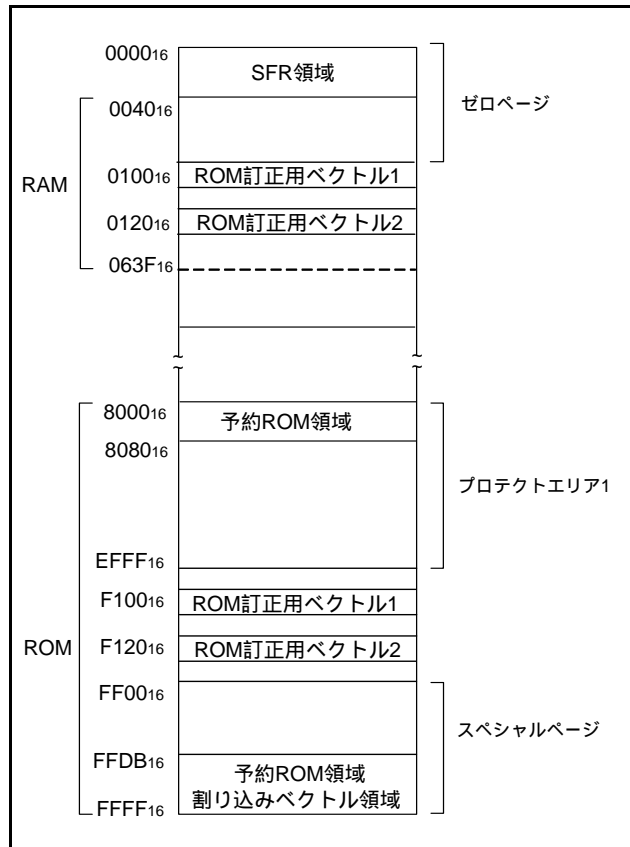 0000₁₆
SFR領域
ゼロページ
0040₁₆
RAM
0100₁₆ ROM訂正用ベクトル1
0120₁₆ ROM訂正用ベクトル2
063F₁₆
8000₁₆ 予約ROM領域
8080₁₆
プロテクトエリア1
EFFF₁₆
F100₁₆ ROM訂正用ベクトル1
ROM F120₁₆ ROM訂正用ベクトル2
FF00₁₆
スペシャルページ
FFDB₁₆
予約ROM領域
割り込みベクトル領域
FFFF₁₆